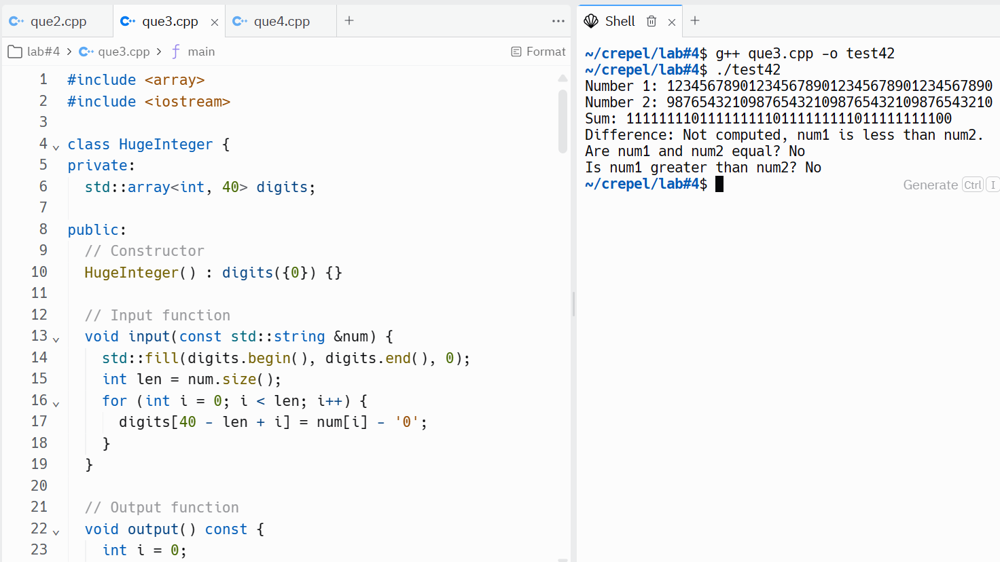 que2.cpp
que3.cpp
que4.cpp
Shell
lab#4 > que3.cpp > main
Format
1 #include <array>
2 #include <iostream>
3
4 class HugeInteger {
5 private:
6 std::array<int, 40> digits;
7
8 public:
9 // Constructor
10 HugeInteger() : digits({0}) {}
11
12 // Input function
13 void input(const std::string &num) {
14 std::fill(digits.begin(), digits.end(), 0);
15 int len = num.size();
16 for (int i = 0; i < len; i++) {
17 digits[40 - len + i] = num[i] - '0';
18 }
19 }
20
21 // Output function
22 void output() const {
23 int i = 0;
~/crepel/lab#4$ g++ que3.cpp -o test42
~/crepel/lab#4$ ./test42
Number 1: 1234567890123456789012345678901234567890
Number 2: 9876543210987654321098765432109876543210
Sum: 1111111101111111110111111111011111111100
Difference: Not computed, num1 is less than num2.
Are num1 and num2 equal? No
Is num1 greater than num2? No
~/crepel/lab#4$
Generate Ctrl I